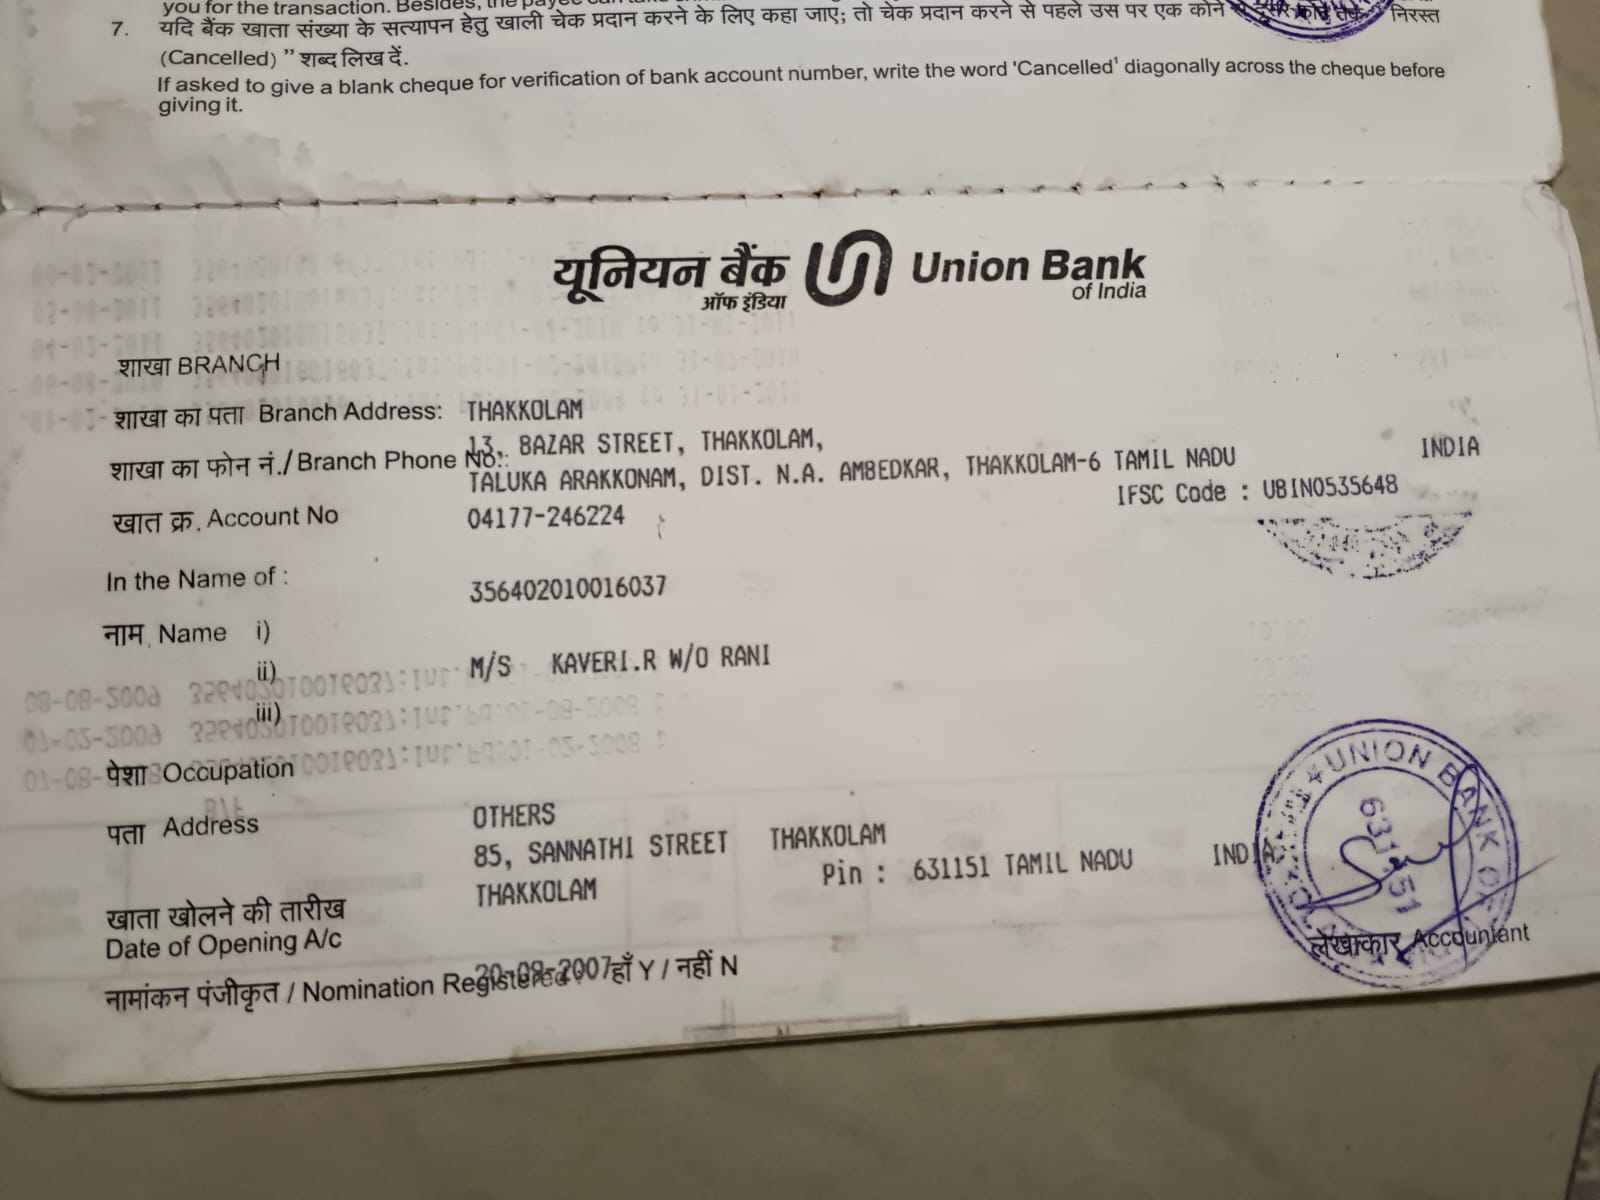 you for the transaction. Besides, the payee can take
7. यदि बैंक खाता संख्या के सत्यापन हेतु खाली चेक प्रदान करने के लिए कहा जाए; तो चेक प्रदान करने से पहले उस पर एक कोने से दूसरे कोने तक निरस्त
(Cancelled) ” शब्द लिख दें.
If asked to give a blank cheque for verification of bank account number, write the word 'Cancelled' diagonally across the cheque before
giving it.
यूनियन बैंक Union Bank
ऑफ इंडिया of India
शाखा BRANCH
शाखा का पता Branch Address: THAKKOLAM
13, BAZAR STREET, THAKKOLAM,
शाखा का फोन नं./ Branch Phone No.:
TALUKA ARAKKONAM, DIST. N.A. AMBEDKAR, THAKKOLAM-6 TAMIL NADU INDIA
IFSC Code : UBIN0535648
खात क्र. Account No 04177-246224
In the Name of : 356402010016037
नाम. Name i)
ii) M/S KAVERI.R W/O RANI
iii)
पेशा Occupation
OTHERS
पता Address 85, SANNATHI STREET THAKKOLAM
THAKKOLAM Pin : 631151 TAMIL NADU INDIA
खाता खोलने की तारीख
Date of Opening A/c
20-09-2007
नामांकन पंजीकृत / Nomination Registered हाँ Y / नहीं N
UNION BANK OF
631151
लेखाकार Accountant